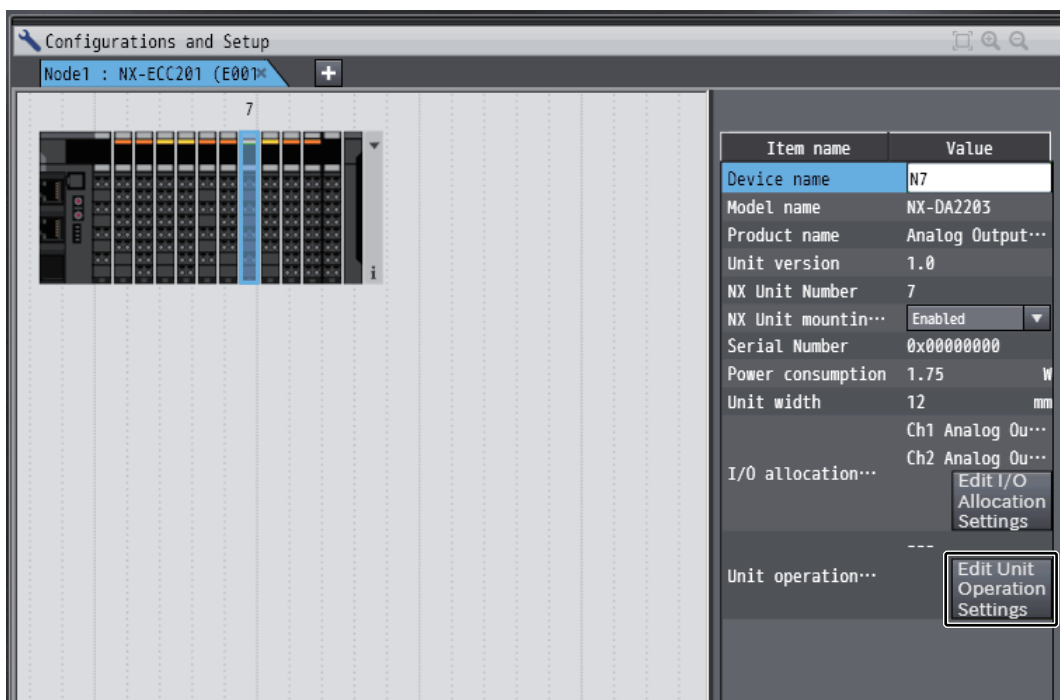 Configurations and Setup
Node1 : NX-ECC201 (E001
7
Item name Value
Device name N7
Model name NX-DA2203
Product name Analog Output···
Unit version 1.0
NX Unit Number 7
NX Unit mountin··· Enabled
Serial Number 0x00000000
Power consumption 1.75 W
Unit width 12 mm
Ch1 Analog Ou···
Ch2 Analog Ou···
I/O allocation···
Edit I/O
Allocation
Settings
---
Unit operation···
Edit Unit
Operation
Settings